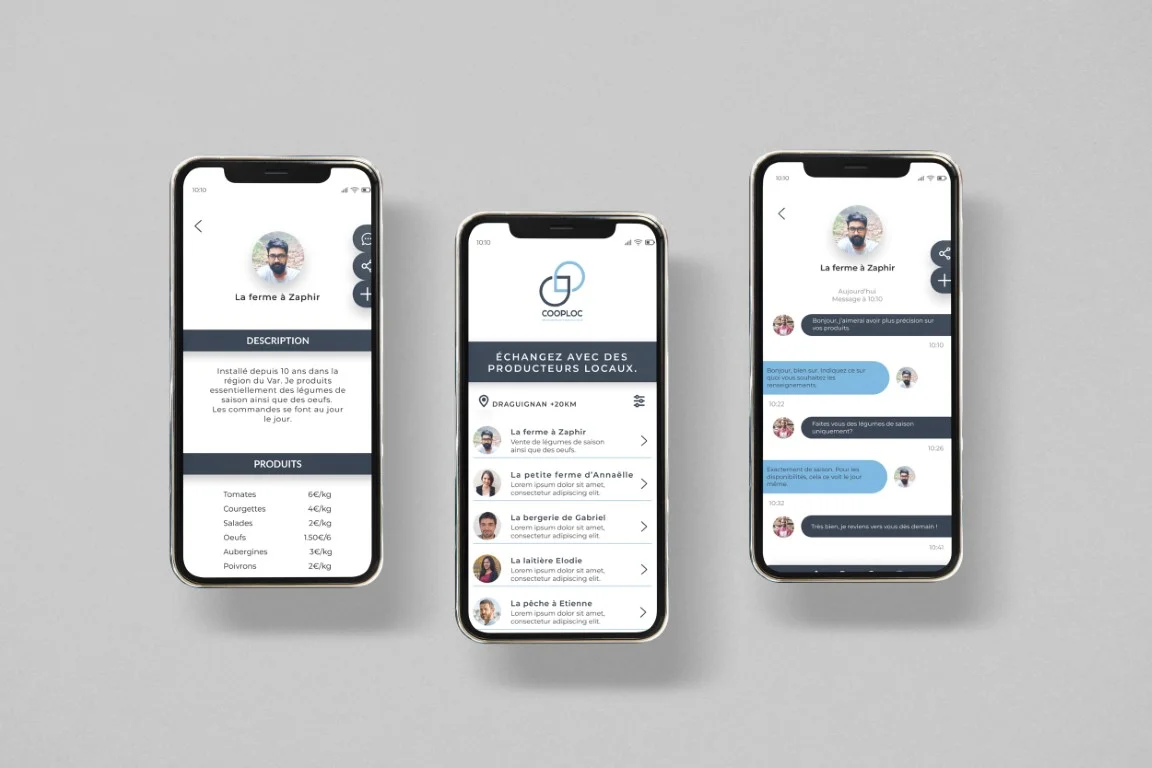 10:10
La ferme à Zaphir
DESCRIPTION
Installé depuis 10 ans dans la
région du Var. Je produits
essentiellement des légumes de
saison ainsi que des oeufs.
Les commandes se font au jour
le jour.
PRODUITS
Tomates 6€/kg
Courgettes 4€/kg
Salades 2€/kg
Oeufs 1.50€/6
Aubergines 3€/kg
Poivrons 2€/kg
10:10
COOPLOC
ÉCHANGEZ AVEC DES
PRODUCTEURS LOCAUX.
DRAGUIGNAN +20KM
La ferme à Zaphir
Vente de légumes de saison
ainsi que des oeufs.
La petite ferme d'Annaëlle
Lorem ipsum dolor sit amet,
consectetur adipiscing elit.
La bergerie de Gabriel
Lorem ipsum dolor sit amet,
consectetur adipiscing elit.
La laitière Elodie
Lorem ipsum dolor sit amet,
consectetur adipiscing elit.
La pêche à Etienne
Lorem ipsum dolor sit amet,
consectetur adipiscing elit.
10:10
La ferme à Zaphir
Aujourd'hui
Message à 10:10
Bonjour, j'aimerai avoir plus précision sur
vos produits.
10:10
Bonjour, bien sur. Indiquez ce sur
quoi vous souhaitez les
renseignements.
10:22
Faites vous des légumes de saison
uniquement?
10:26
Exactement de saison. Pour les
disponibilités, cela ce voit le jour
même.
10:32
Très bien, je reviens vers vous dès demain !
10:41